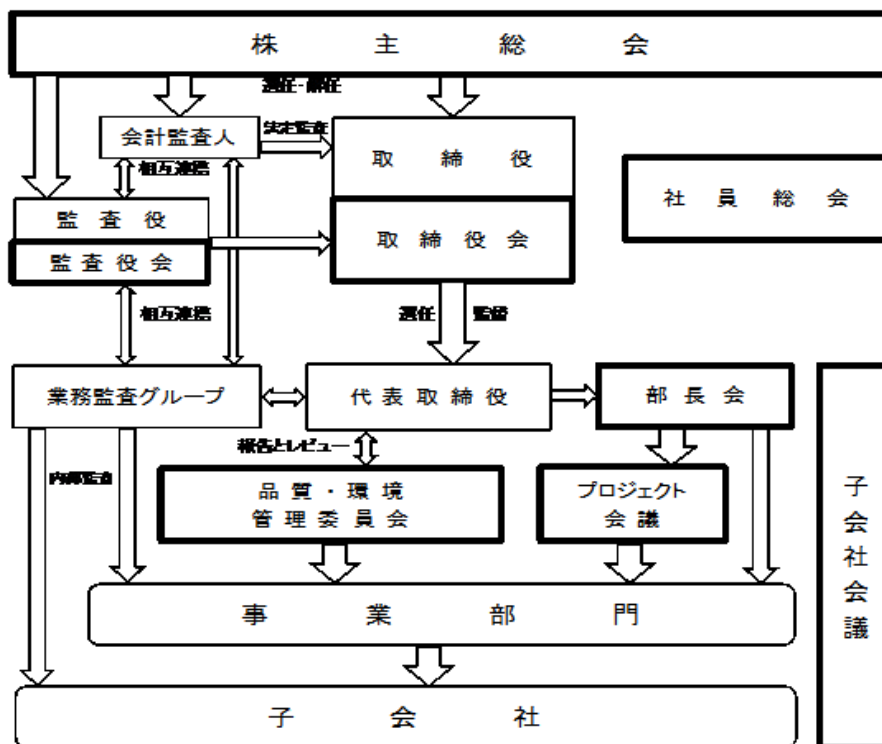 株主総会
選任・解任
会計監査人
法定監査
取締役
相互連携
社員総会
監査役
取締役会
監査役会
相互連携
選任 監督
業務監査グループ
代表取締役
部長会
報告とレビュー
内部監査
品質・環境
管理委員会
プロジェクト
会議
子会社会議
事業部門
子会社